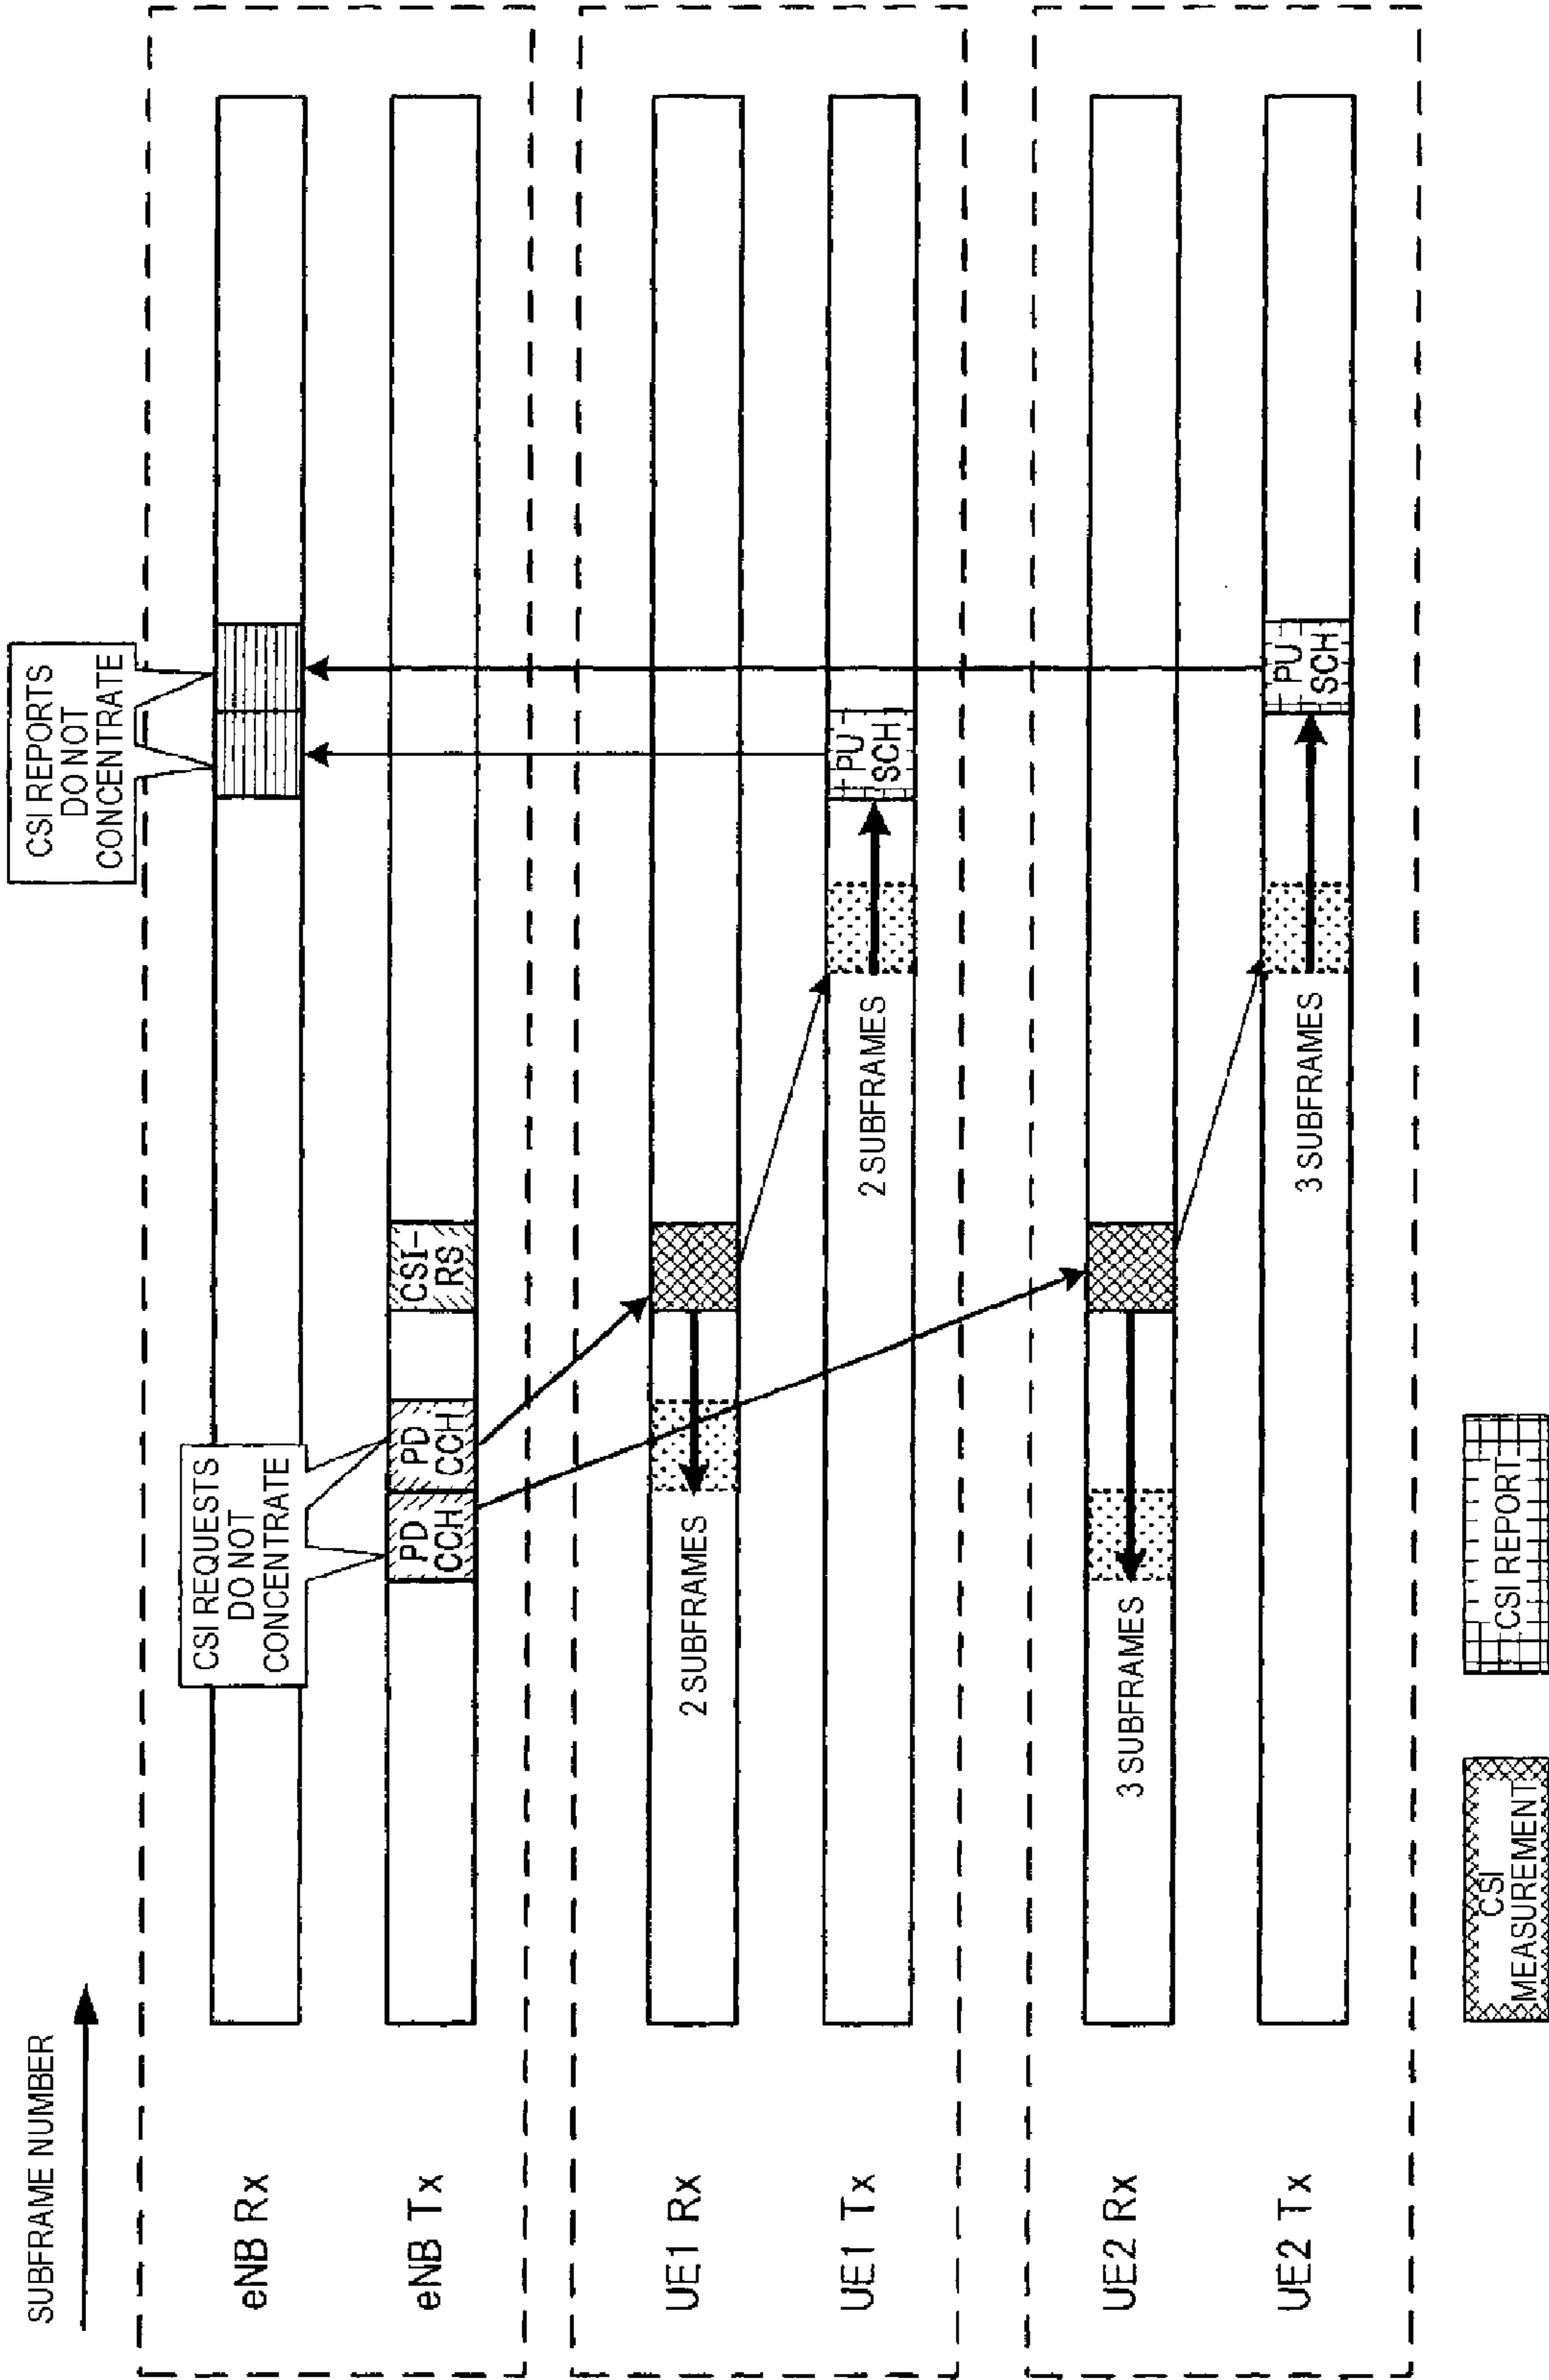 SUBFRAME NUMBER
CSI REPORTS
DO NOT
CONCENTRATE
eNB Rx
CSI REQUESTS
DO NOT
CONCENTRATE
eNB Tx
PD
CCH
PD
CCH
CSI-
RS
UE1 Rx
2 SUBFRAMES
UE1 Tx
2 SUBFRAMES
PU
SCH
UE2 Rx
3 SUBFRAMES
UE2 Tx
3 SUBFRAMES
PU
SCH
CSI
MEASUREMENT
CSI REPORT